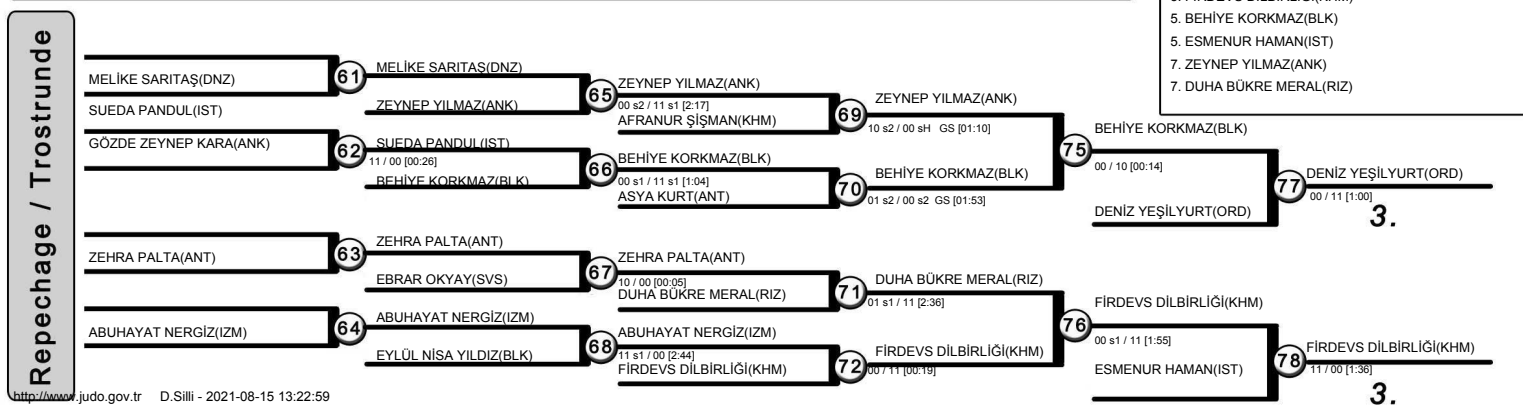 5. BEHİYE KORKMAZ(BLK)
5. ESMENUR HAMAN(IST)
7. ZEYNEP YILMAZ(ANK)
7. DUHA BÜKRE MERAL(RIZ)
Repechage / Trostrunde
MELİKE SARITAŞ(DNZ)
SUEDA PANDUL(IST)
GÖZDE ZEYNEP KARA(ANK)
ZEHRA PALTA(ANT)
ABUHAYAT NERGİZ(IZM)
61
62
63
64
MELİKE SARITAŞ(DNZ)
ZEYNEP YILMAZ(ANK)
SUEDA PANDUL(IST)
11 / 00 [00:26]
BEHİYE KORKMAZ(BLK)
ZEHRA PALTA(ANT)
EBRAR OKYAY(SVS)
ABUHAYAT NERGİZ(IZM)
EYLÜL NİSA YILDIZ(BLK)
65
66
67
68
ZEYNEP YILMAZ(ANK)
00 s2 / 11 s1 [2:17]
AFRANUR ŞİŞMAN(KHM)
BEHİYE KORKMAZ(BLK)
00 s1 / 11 s1 [1:04]
ASYA KURT(ANT)
ZEHRA PALTA(ANT)
10 / 00 [00:05]
DUHA BÜKRE MERAL(RIZ)
ABUHAYAT NERGİZ(IZM)
11 s1 / 00 [2:44]
FİRDEVS DİLBİRLİĞİ(KHM)
69
70
71
72
ZEYNEP YILMAZ(ANK)
10 s2 / 00 sH GS [01:10]
BEHİYE KORKMAZ(BLK)
01 s2 / 00 s2 GS [01:53]
DUHA BÜKRE MERAL(RIZ)
01 s1 / 11 [2:36]
FİRDEVS DİLBİRLİĞİ(KHM)
00 / 11 [00:19]
75
76
BEHİYE KORKMAZ(BLK)
00 / 10 [00:14]
DENİZ YEŞİLYURT(ORD)
FİRDEVS DİLBİRLİĞİ(KHM)
00 s1 / 11 [1:55]
ESMENUR HAMAN(IST)
77
78
DENİZ YEŞİLYURT(ORD)
00 / 11 [1:00]
3.
FİRDEVS DİLBİRLİĞİ(KHM)
11 / 00 [1:36]
3.
http://www.judo.gov.tr D.Silli - 2021-08-15 13:22:59